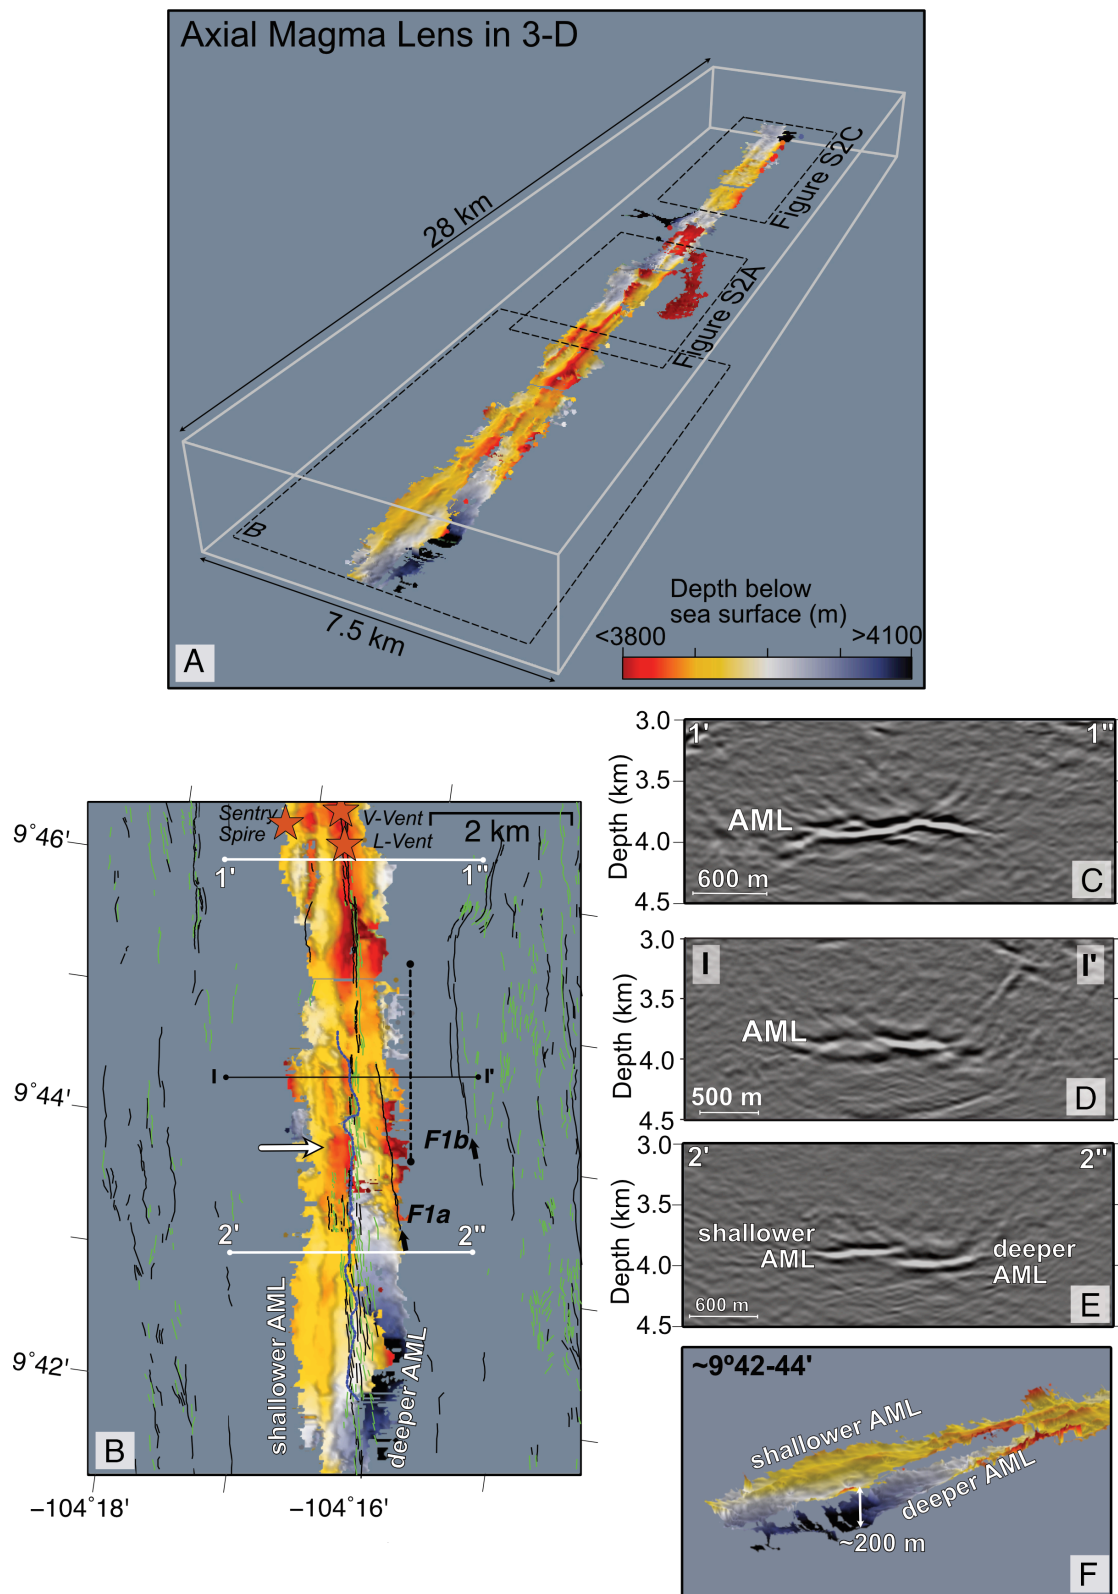 Axial Magma Lens in 3-D
28 km
Figure S2C
Figure S2A
B
7.5 km
Depth below
sea surface (m)
<3800
>4100
A
9°46'
9°44'
9°42'
−104°18'
−104°16'
Sentry
Spire
V-Vent
L-Vent
2 km
1'
1"
I
I'
F1b
F1a
2'
2"
shallower AML
deeper AML
B
3.0
3.5
4.0
4.5
Depth (km)
1'
1"
AML
600 m
C
3.0
3.5
4.0
4.5
Depth (km)
I
I'
AML
500 m
D
3.0
3.5
4.0
4.5
Depth (km)
2'
2"
shallower
AML
deeper
AML
600 m
E
~9°42-44'
shallower AML
deeper AML
~200 m
F